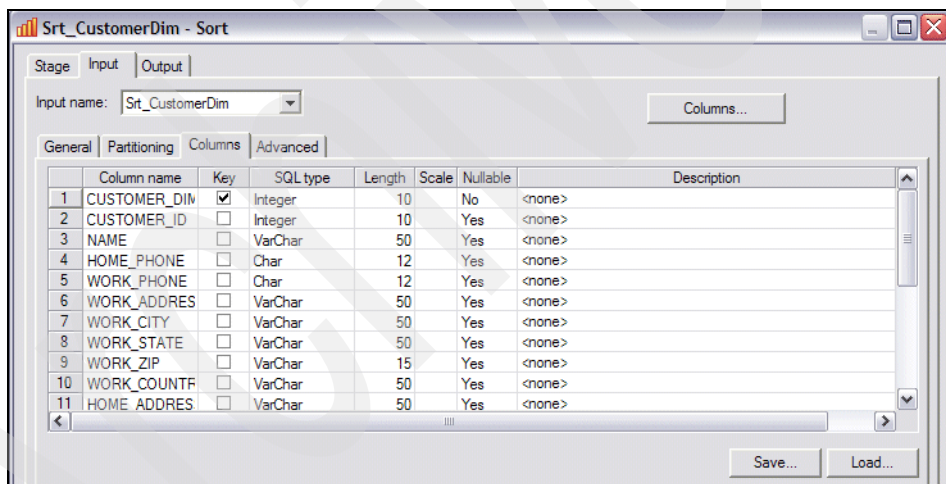 Srt_CustomerDim - Sort
Stage Input Output
Input name: Srt_CustomerDim Columns...
General Partitioning Columns Advanced
Column name Key SQL type Length Scale Nullable Description
1 CUSTOMER_DIM Integer 10 No <none>
2 CUSTOMER_ID Integer 10 Yes <none>
3 NAME VarChar 50 Yes <none>
4 HOME_PHONE Char 12 Yes <none>
5 WORK_PHONE Char 12 Yes <none>
6 WORK_ADDRES VarChar 50 Yes <none>
7 WORK_CITY VarChar 50 Yes <none>
8 WORK_STATE VarChar 50 Yes <none>
9 WORK_ZIP VarChar 15 Yes <none>
10 WORK_COUNTR VarChar 50 Yes <none>
11 HOME_ADDRES VarChar 50 Yes <none>
Save... Load...